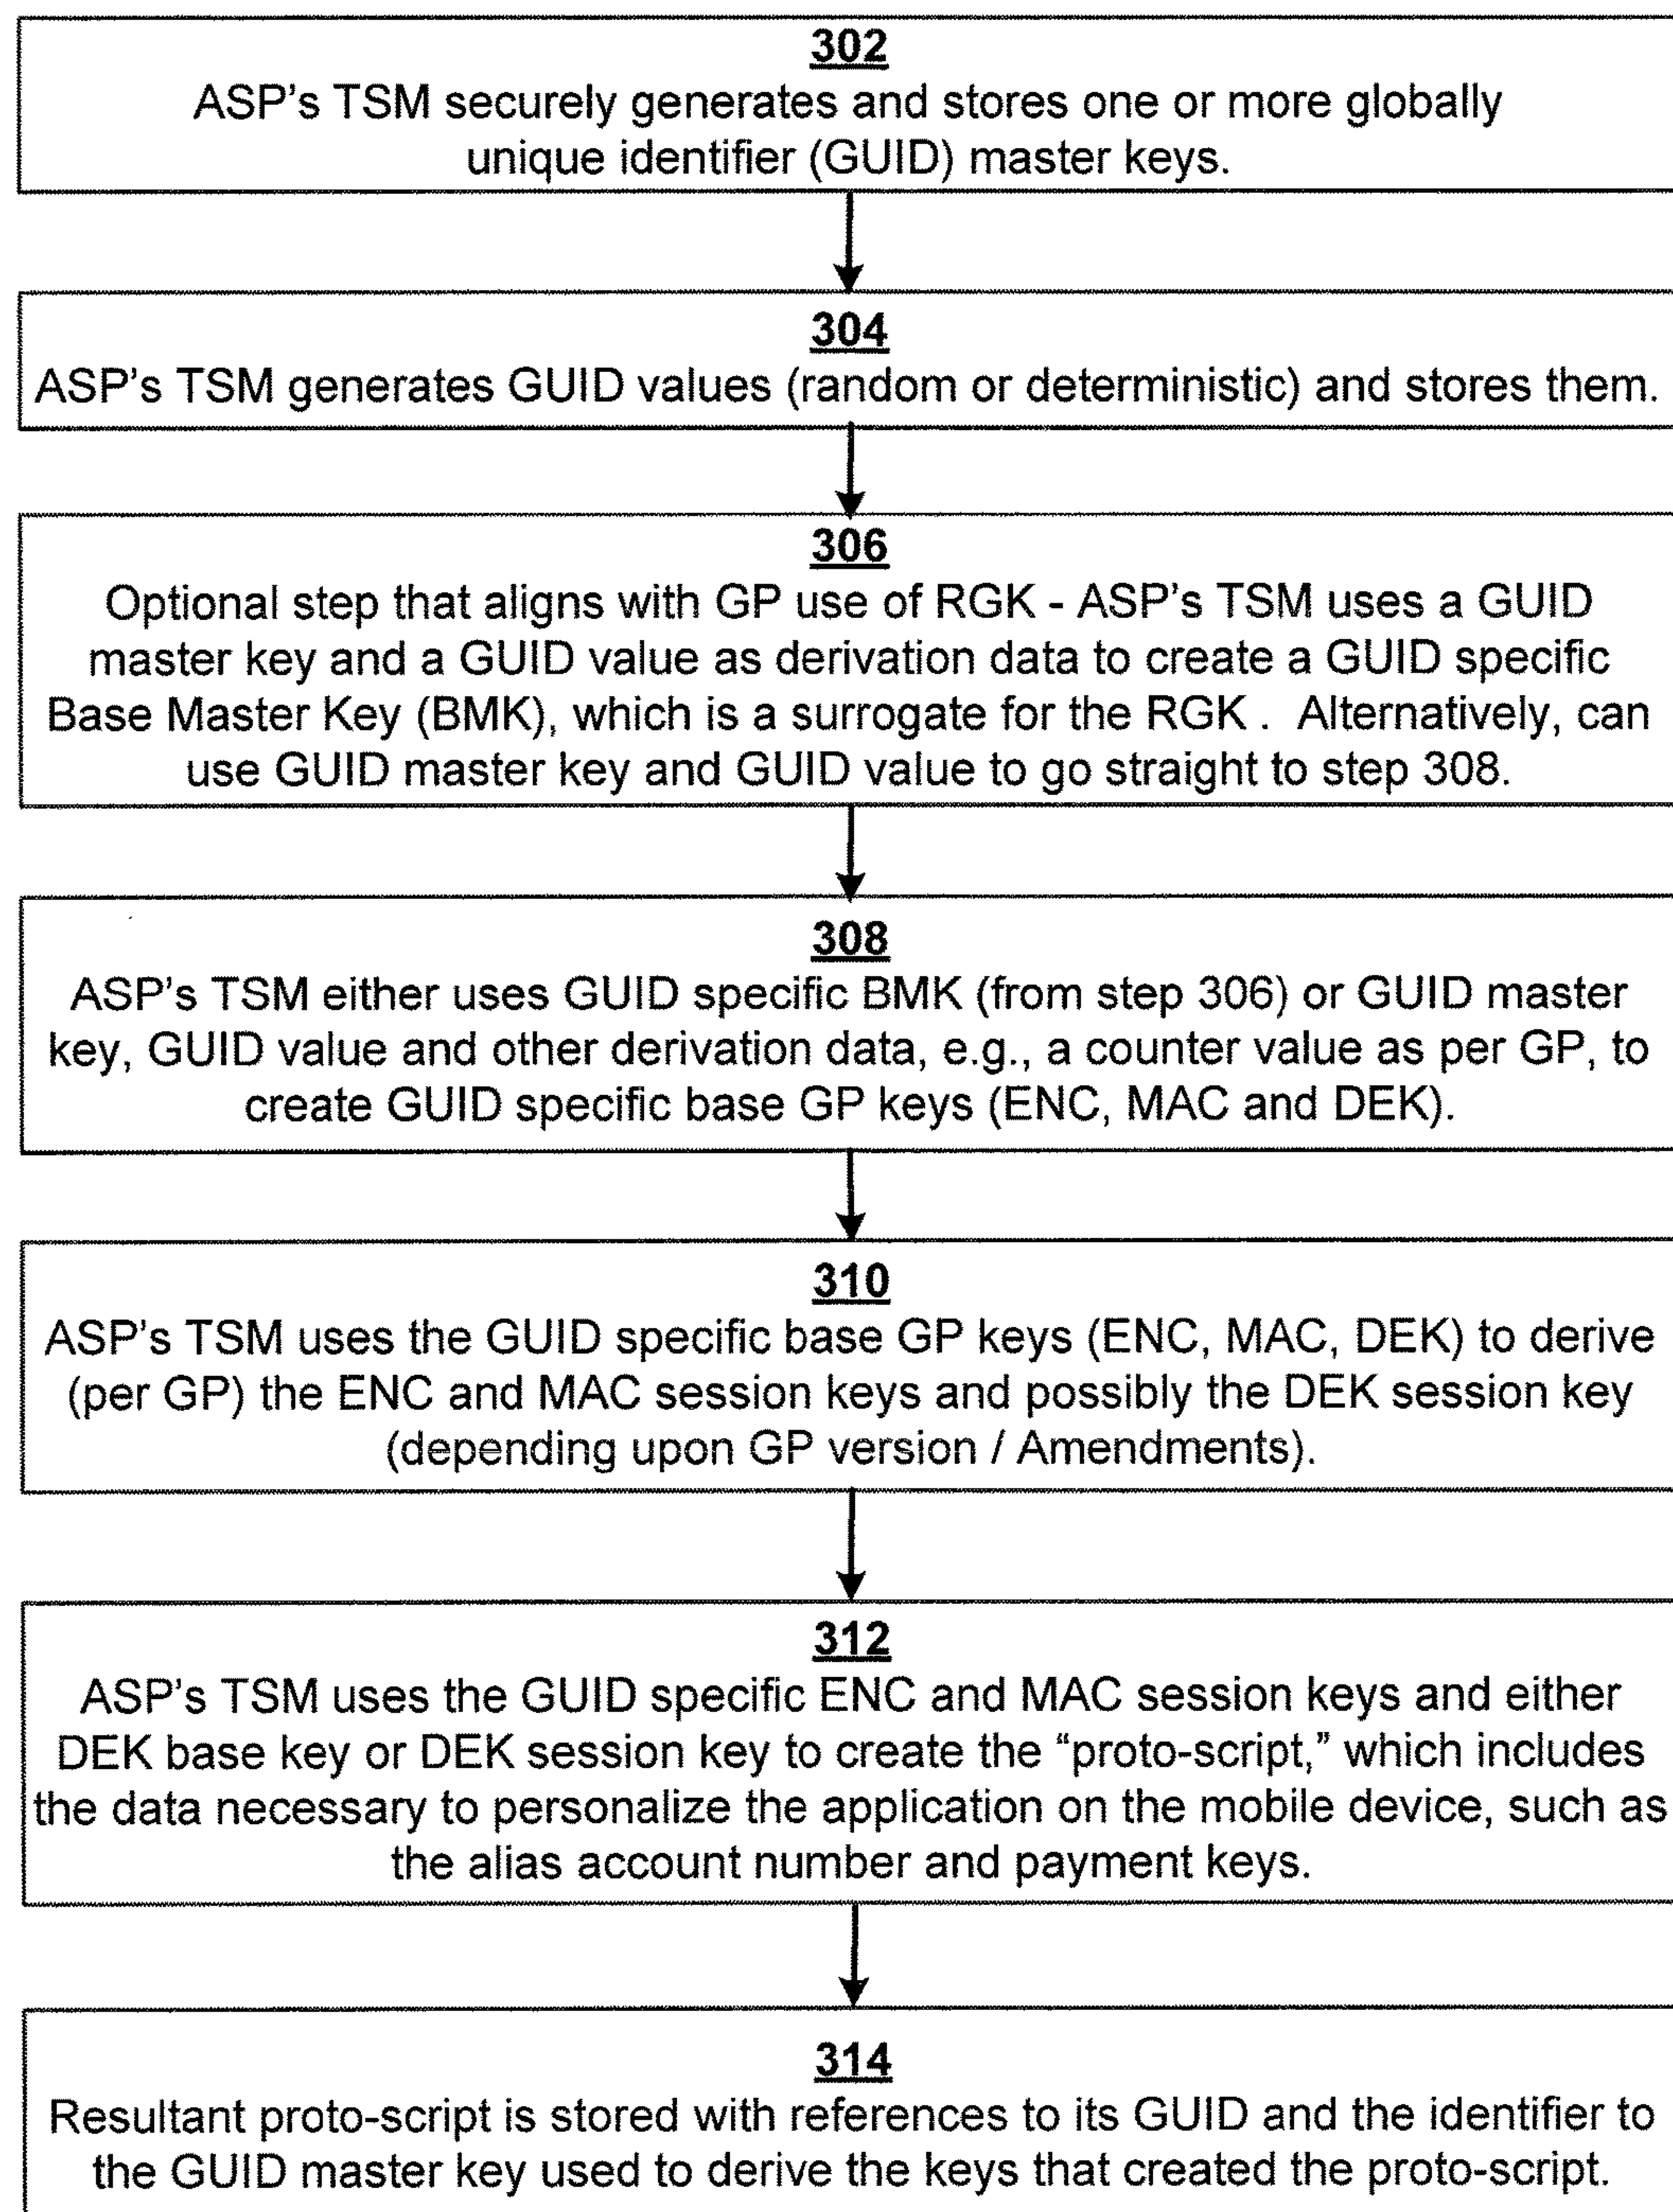 302
ASP's TSM securely generates and stores one or more globally
unique identifier (GUID) master keys.
304
ASP's TSM generates GUID values (random or deterministic) and stores them.
306
Optional step that aligns with GP use of RGK - ASP's TSM uses a GUID
master key and a GUID value as derivation data to create a GUID specific
Base Master Key (BMK), which is a surrogate for the RGK . Alternatively, can
use GUID master key and GUID value to go straight to step 308.
308
ASP's TSM either uses GUID specific BMK (from step 306) or GUID master
key, GUID value and other derivation data, e.g., a counter value as per GP, to
create GUID specific base GP keys (ENC, MAC and DEK).
310
ASP's TSM uses the GUID specific base GP keys (ENC, MAC, DEK) to derive
(per GP) the ENC and MAC session keys and possibly the DEK session key
(depending upon GP version / Amendments).
312
ASP's TSM uses the GUID specific ENC and MAC session keys and either
DEK base key or DEK session key to create the “proto-script,” which includes
the data necessary to personalize the application on the mobile device, such as
the alias account number and payment keys.
314
Resultant proto-script is stored with references to its GUID and the identifier to
the GUID master key used to derive the keys that created the proto-script.